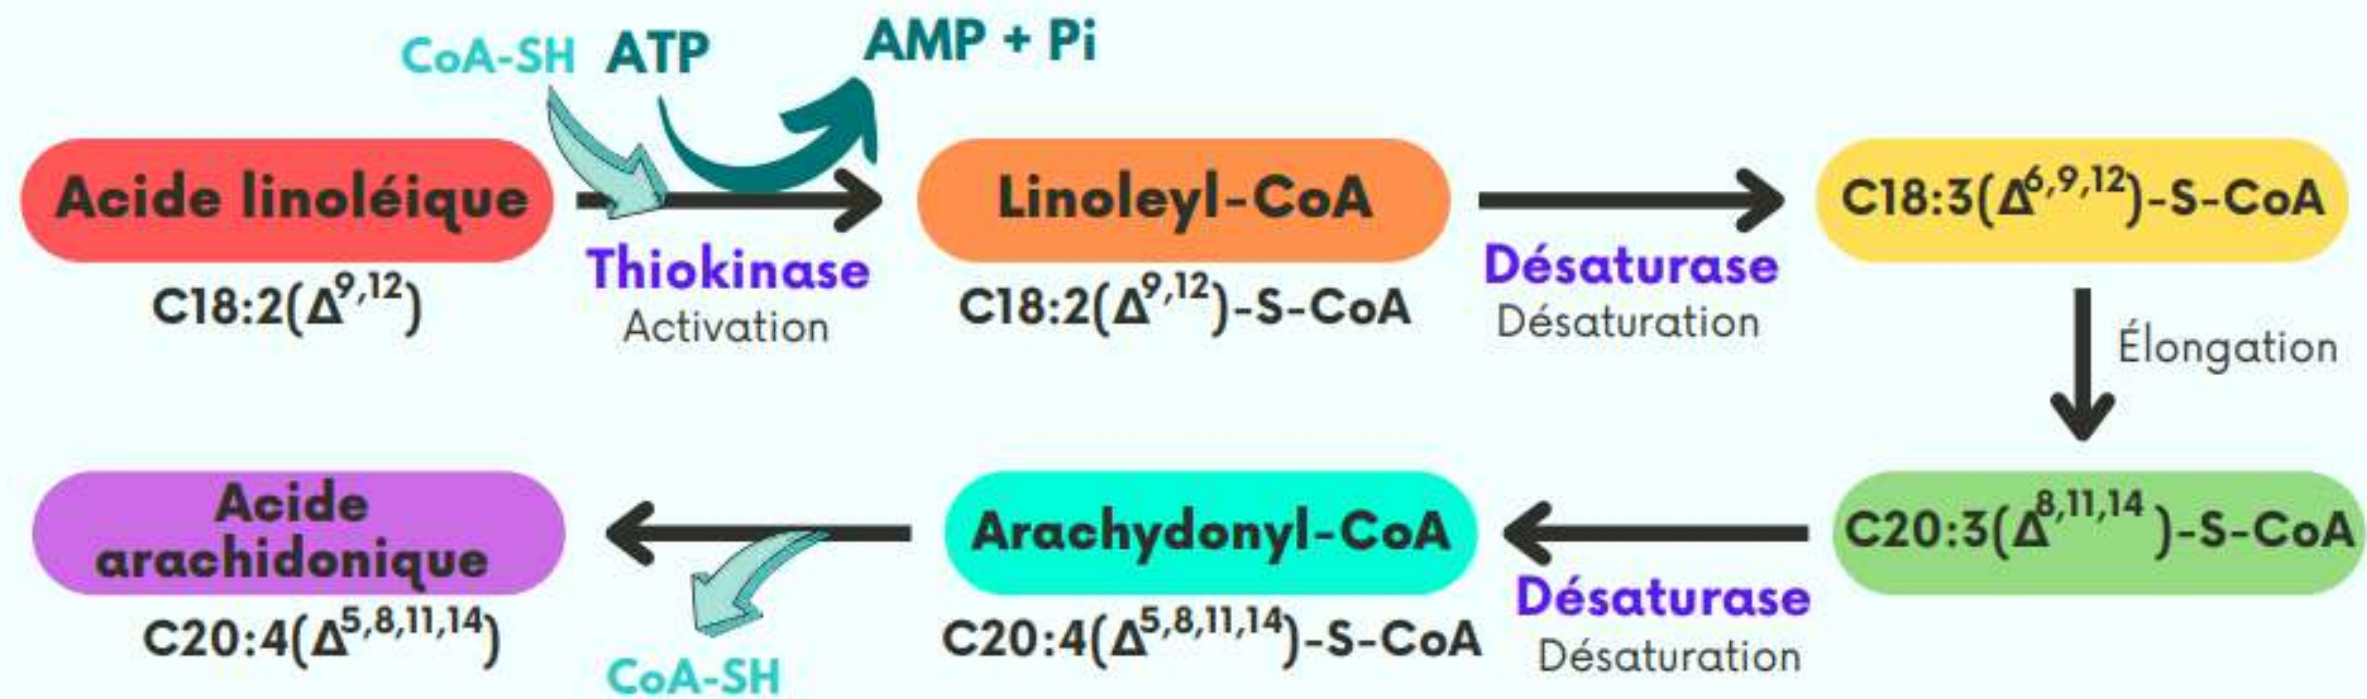 CoA-SH ATP AMP + Pi
Acide linoléique
C18:2(Δ⁹,¹²)
Thiokinase
Activation
Linoleyl-CoA
C18:2(Δ⁹,¹²)-S-CoA
Désaturase
Désaturation
C18:3(Δ⁶,⁹,¹²)-S-CoA
Élongation
C20:3(Δ⁸,¹¹,¹⁴)-S-CoA
Désaturase
Désaturation
Arachydonyl-CoA
C20:4(Δ⁵,⁸,¹¹,¹⁴)-S-CoA
CoA-SH
Acide
arachidonique
C20:4(Δ⁵,⁸,¹¹,¹⁴)